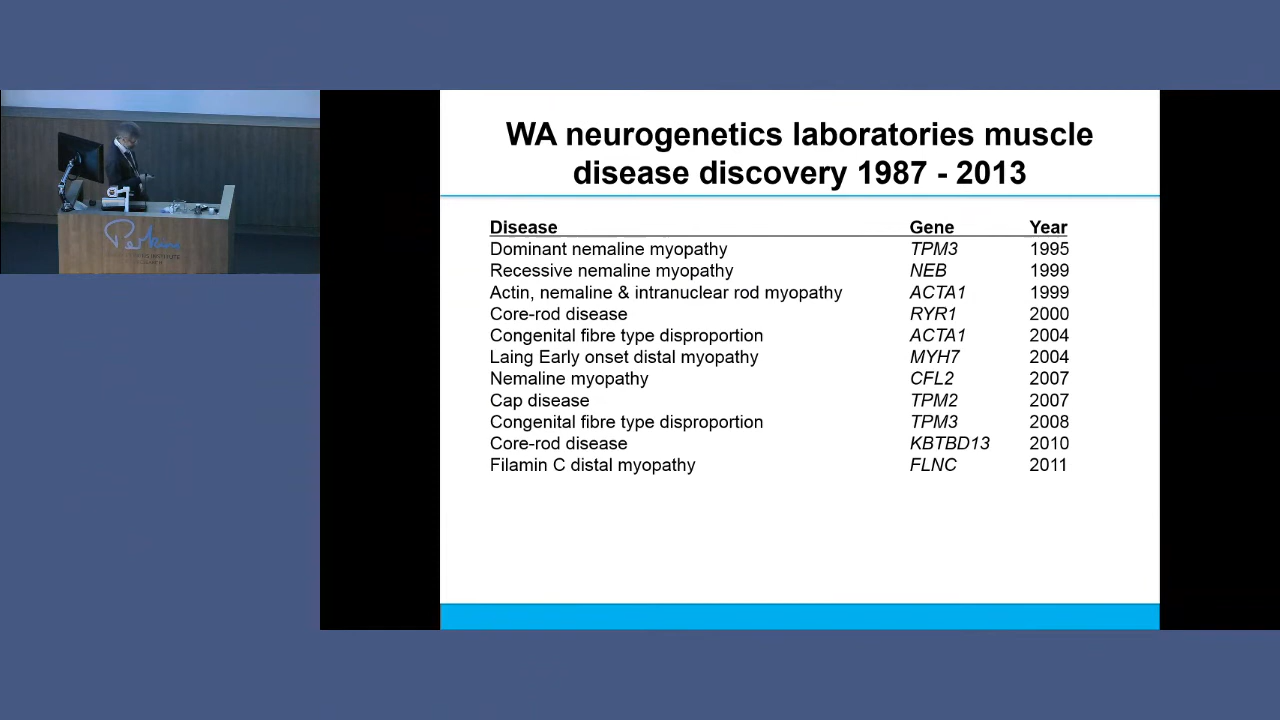 WA neurogenetics laboratories muscle
disease discovery 1987 - 2013
Disease Gene Year
Dominant nemaline myopathy TPM3 1995
Recessive nemaline myopathy NEB 1999
Actin, nemaline & intranuclear rod myopathy ACTA1 1999
Core-rod disease RYR1 2000
Congenital fibre type disproportion ACTA1 2004
Laing Early onset distal myopathy MYH7 2004
Nemaline myopathy CFL2 2007
Cap disease TPM2 2007
Congenital fibre type disproportion TPM3 2008
Core-rod disease KBTBD13 2010
Filamin C distal myopathy FLNC 2011